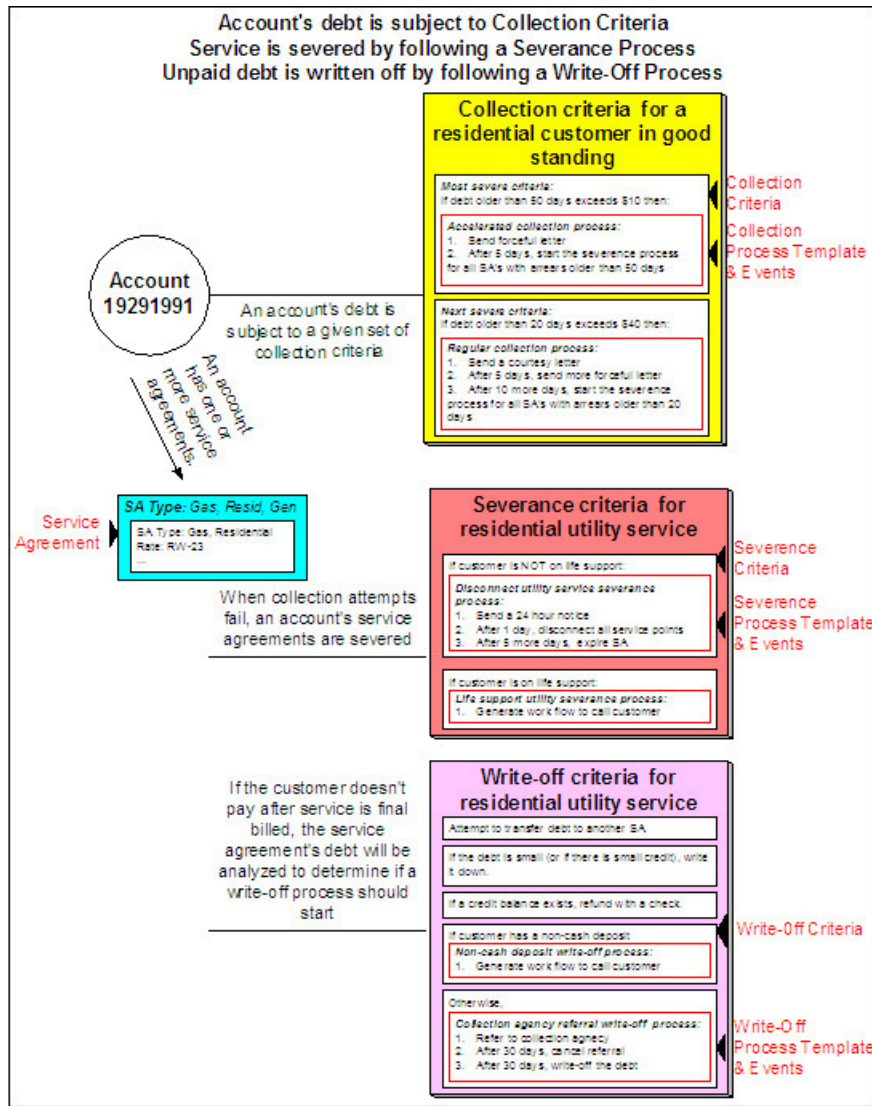 Account's debt is subject to Collection Criteria
Service is severed by following a Severance Process
Unpaid debt is written off by following a Write-Off Process
Collection criteria for a
residential customer in good
standing
Most severe criteria:
If debt older than 50 days exceeds $10 then:
Accelerated collection process:
1. Send forceful letter
2. After 5 days, start the severence process
for all SA's with arrears older than 50 days
Collection
Criteria
Collection
Process Template
& Events
Account
19291991
An account's debt is
subject to a given set of
collection criteria
Next severe criteria:
If debt older than 20 days exceeds $40 then:
Regular collection process:
1. Send a courtesy letter
2. After 5 days, send more forceful letter
3. After 10 more days, start the severence
process for all SA's with arrears older than 20
days
An account
has one or
more service
agreements.
Service
Agreement
SA Type: Gas, Resid, Gen
SA Type: Gas, Residential
Rate: RW-23
...
When collection attempts
fail, an account's service
agreements are severed
Severance criteria for
residential utility service
If customer is NOT on life support:
Disconnect utility service severance
process:
1. Send a 24 hour notice
2. After 1 day, disconnect all service points
3. After 5 more days, expire SA
If customer is on life support:
Life support utility severance process:
1. Generate work flow to call customer
Severence
Criteria
Severence
Process Template
& Events
If the customer doesn't
pay after service is final
billed, the service
agreement's debt will be
analyzed to determine if a
write-off process should
start
Write-off criteria for
residential utility service
Attempt to transfer debt to another SA
If the debt is small (or if there is small credit), write
it down.
If a credit balance exists, refund with a check.
If customer has a non-cash deposit
Non-cash deposit write-off process:
1. Generate work flow to call customer
Otherwise,
Collection agency referral write-off process:
1. Refer to collection agnecy
2. After 30 days, cancel referral
3. After 30 days, write-off the debt
Write-Off Criteria
Write-Off
Process Template
& Events